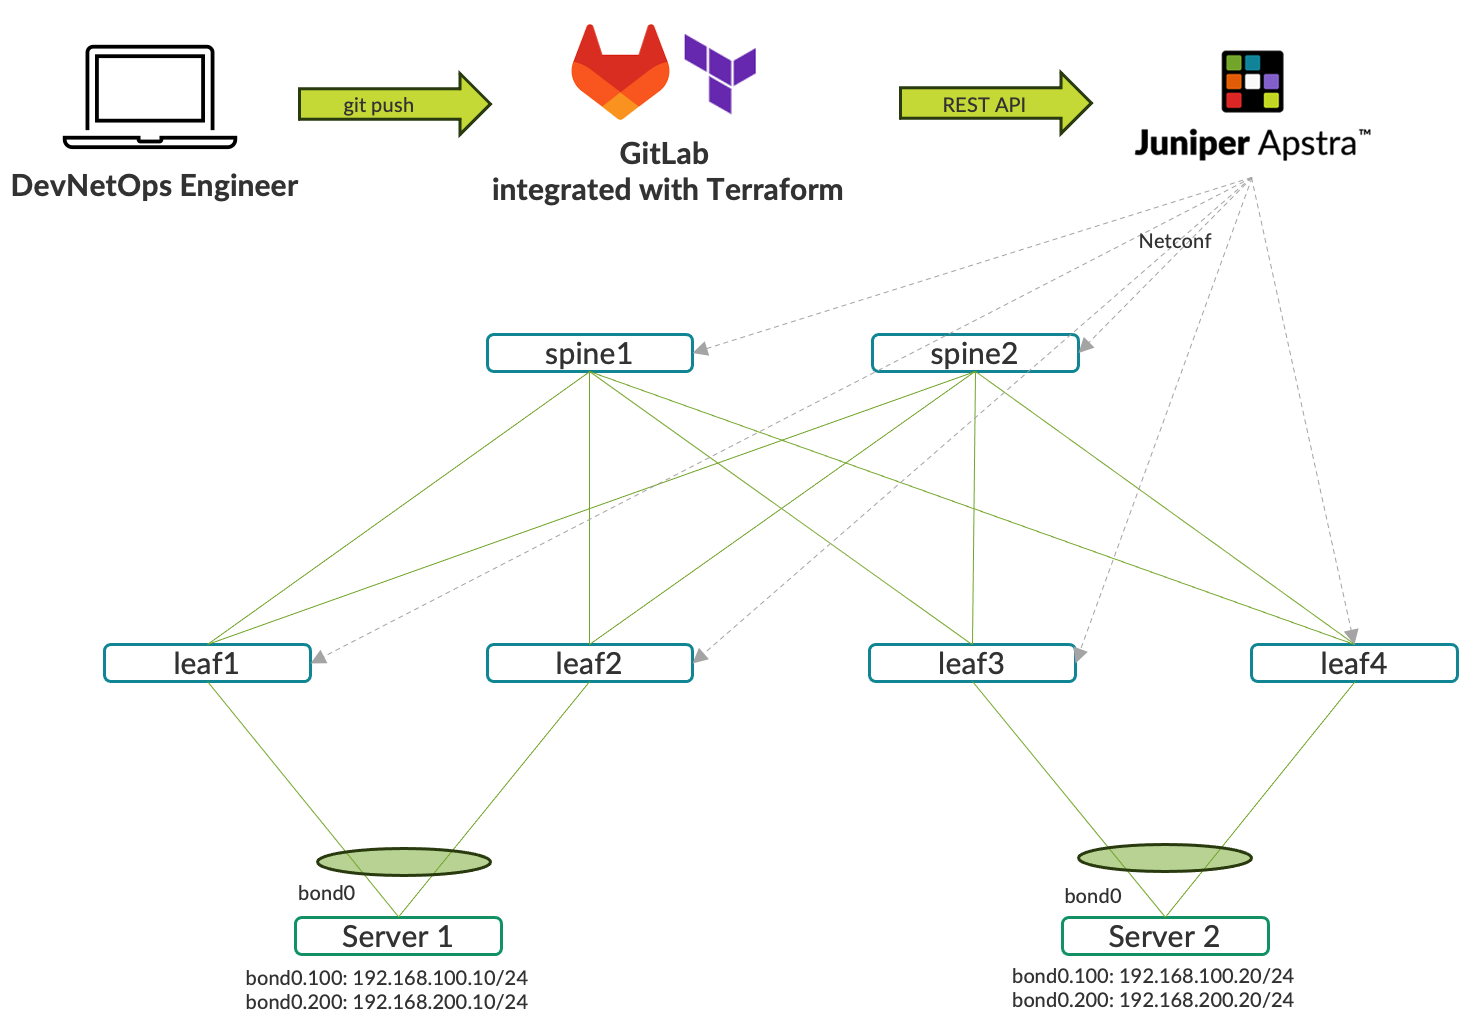 git push
REST API
Juniper Apstra™
DevNetOps Engineer
GitLab
integrated with Terraform
Netconf
spine1
spine2
leaf1
leaf2
leaf3
leaf4
bond0
bond0
Server 1
Server 2
bond0.100: 192.168.100.10/24
bond0.200: 192.168.200.10/24
bond0.100: 192.168.100.20/24
bond0.200: 192.168.200.20/24